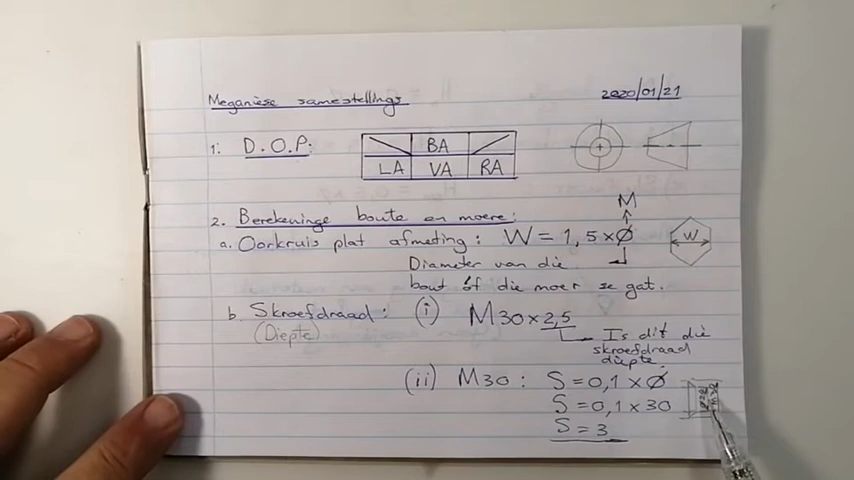 Meganiese samestellings 2020/01/21
1. D.O.P:
BA
LA VA RA
M
2. Berekeninge boute en moere:
a. Oorkruis plat afmeting: W = 1,5 × Ø
W
Diameter van die
bout óf die moer se gat.
b. Skroefdraad: (i) M30×2,5
(Diepte)
Is dit die
skroefdraad
diepte.
(ii) M30: S = 0,1 × Ø
S = 0,1 × 30
S = 3